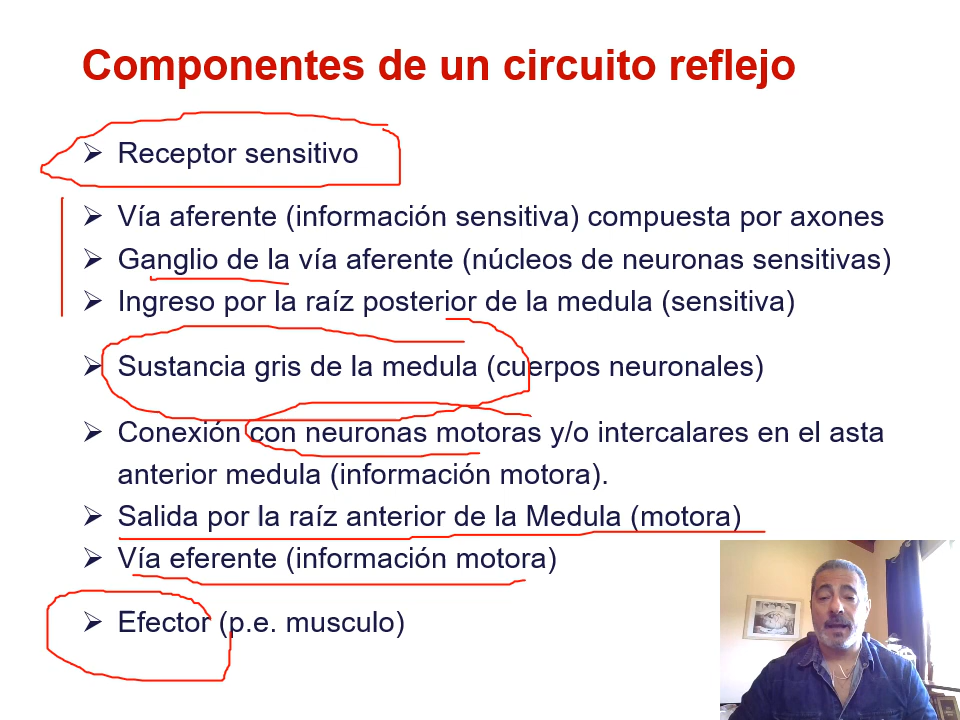 Componentes de un circuito reflejo
➢ Receptor sensitivo
➢ Vía aferente (información sensitiva) compuesta por axones
➢ Ganglio de la vía aferente (núcleos de neuronas sensitivas)
➢ Ingreso por la raíz posterior de la medula (sensitiva)
➢ Sustancia gris de la medula (cuerpos neuronales)
➢ Conexión con neuronas motoras y/o intercalares en el asta
anterior medula (información motora).
➢ Salida por la raíz anterior de la Medula (motora)
➢ Vía eferente (información motora)
➢ Efector (p.e. musculo)